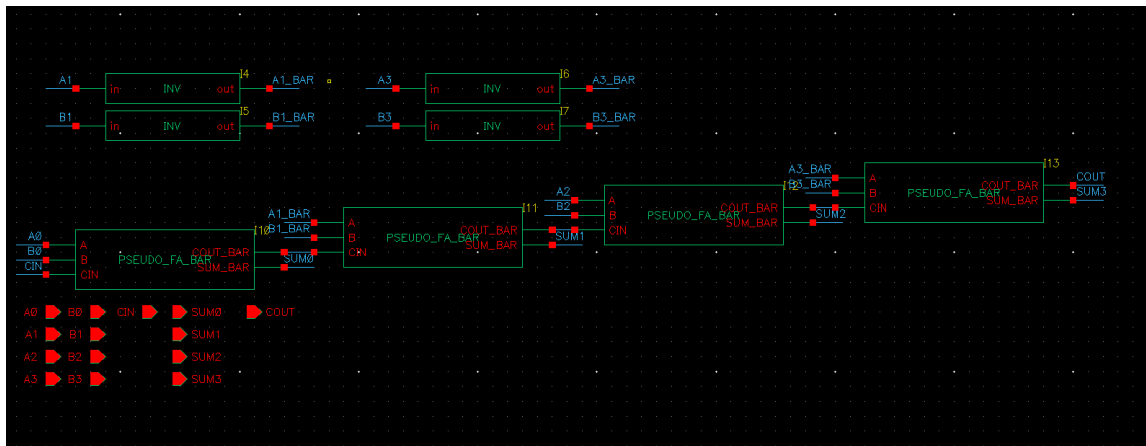 I4 I6
A1 in INV out A1_BAR A3 in INV out A3_BAR
I5 I7
B1 in INV out B1_BAR B3 in INV out B3_BAR
I13
A3_BAR A COUT_BAR COUT
B3_BAR B PSEUDO_FA_BAR SUM_BAR SUM3
CIN
I12
A2 A COUT_BAR
B2 B PSEUDO_FA_BAR SUM_BAR SUM2
CIN
I11
A1_BAR A COUT_BAR
B1_BAR B PSEUDO_FA_BAR SUM_BAR SUM1
CIN
I10
A0 A COUT_BAR
B0 B PSEUDO_FA_BAR SUM_BAR SUM0
CIN CIN
A0 B0 CIN SUM0 COUT
A1 B1 SUM1
A2 B2 SUM2
A3 B3 SUM3